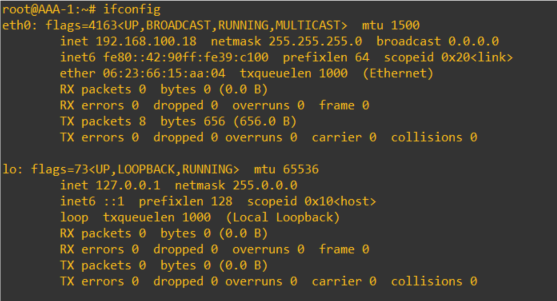 root@AAA-1:~# ifconfig
eth0: flags=4163<UP,BROADCAST,RUNNING,MULTICAST>  mtu 1500
        inet 192.168.100.18  netmask 255.255.255.0  broadcast 0.0.0.0
        inet6 fe80::42:90ff:fe39:c100  prefixlen 64  scopeid 0x20<link>
        ether 06:23:66:15:aa:04  txqueuelen 1000  (Ethernet)
        RX packets 0  bytes 0 (0.0 B)
        RX errors 0  dropped 0  overruns 0  frame 0
        TX packets 8  bytes 656 (656.0 B)
        TX errors 0  dropped 0 overruns 0  carrier 0  collisions 0

lo: flags=73<UP,LOOPBACK,RUNNING>  mtu 65536
        inet 127.0.0.1  netmask 255.0.0.0
        inet6 ::1  prefixlen 128  scopeid 0x10<host>
        loop  txqueuelen 1000  (Local Loopback)
        RX packets 0  bytes 0 (0.0 B)
        RX errors 0  dropped 0  overruns 0  frame 0
        TX packets 0  bytes 0 (0.0 B)
        TX errors 0  dropped 0 overruns 0  carrier 0  collisions 0